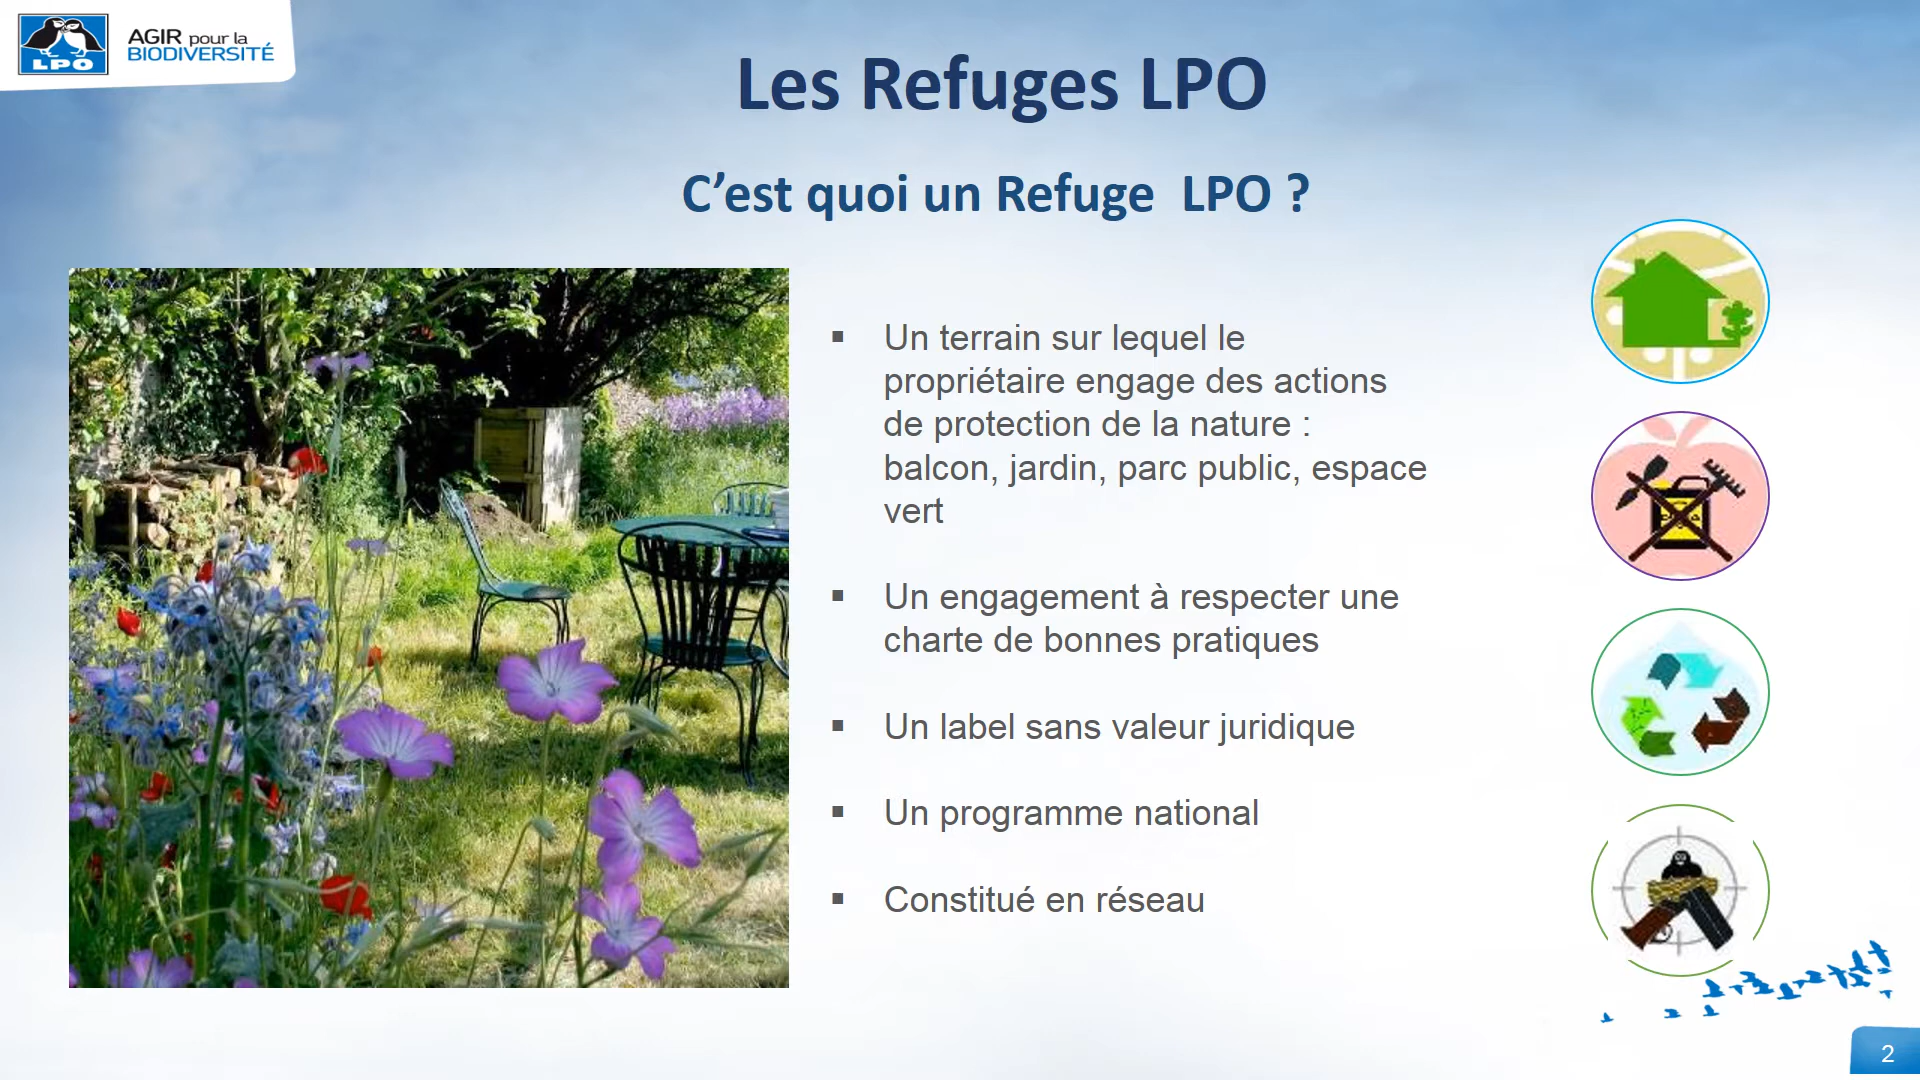 LPO
AGIR pour la
BIODIVERSITÉ
Les Refuges LPO
C’est quoi un Refuge LPO ?
▪ Un terrain sur lequel le
propriétaire engage des actions
de protection de la nature :
balcon, jardin, parc public, espace
vert
▪ Un engagement à respecter une
charte de bonnes pratiques
▪ Un label sans valeur juridique
▪ Un programme national
▪ Constitué en réseau
2